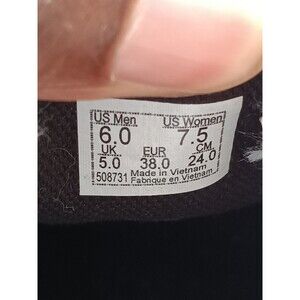 US Men US Women
6.0 7.5
UK EUR CM
5.0 38.0 24.0
508731 Made in Vietnam
Fabrique en Vietnam